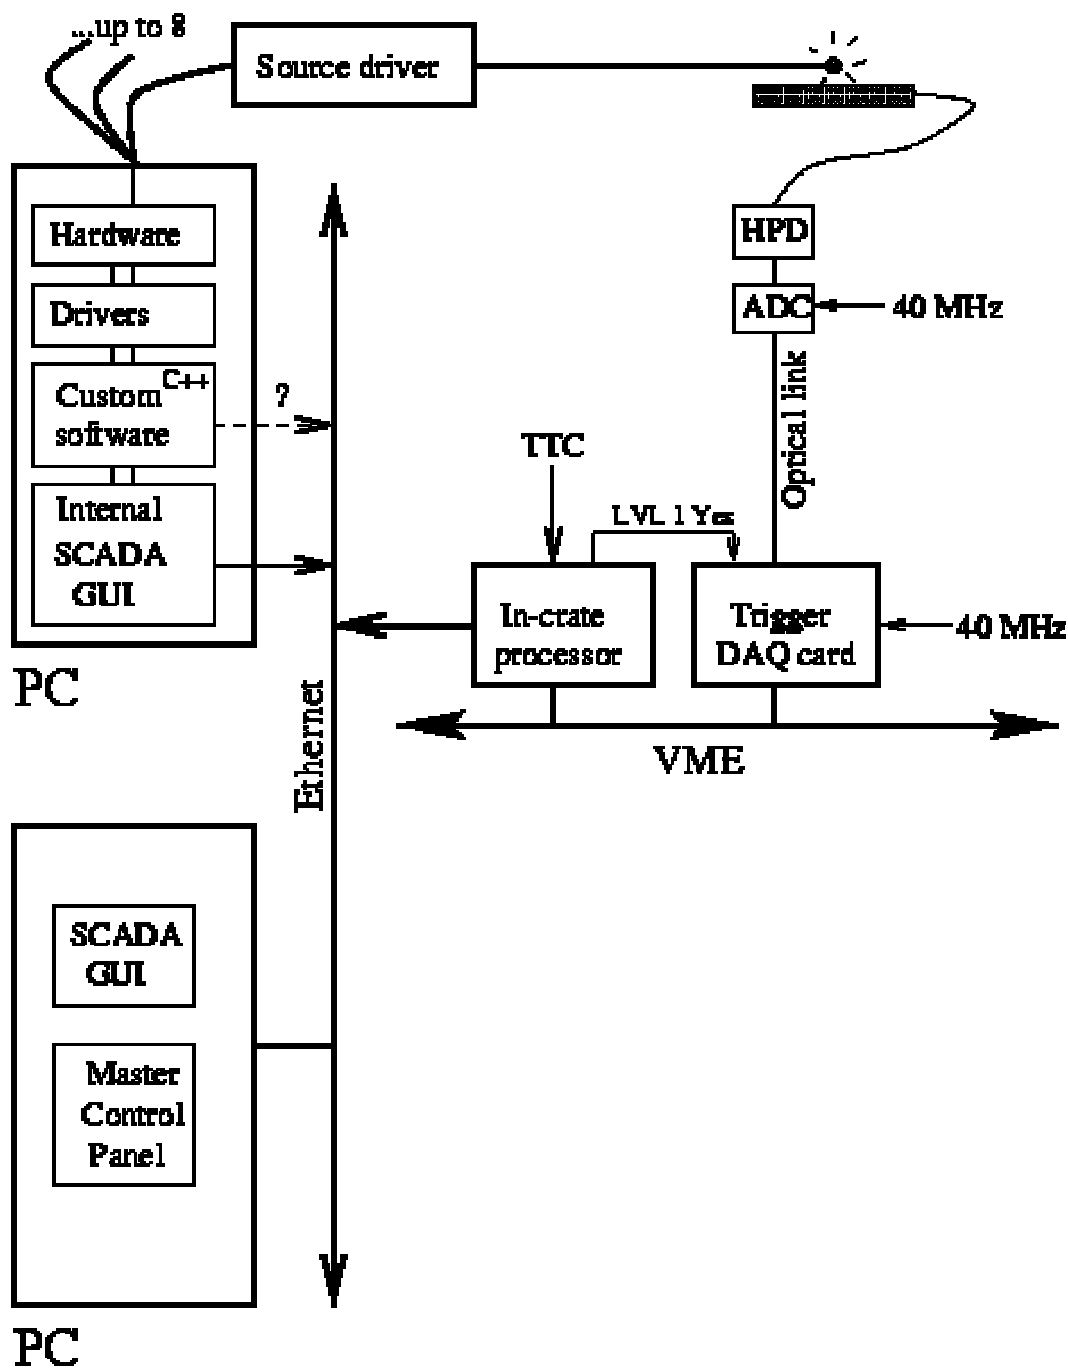 ...up to 8
Source driver
Hardware
Drivers
Custom C++
software
Internal
SCADA
GUI
PC
?
Ethernet
HPD
ADC
40 MHz
Optical link
TTC
LVL 1 Yes
In-crate
processor
Trigger
DAQ card
40 MHz
VME
SCADA
GUI
Master
Control
Panel
PC